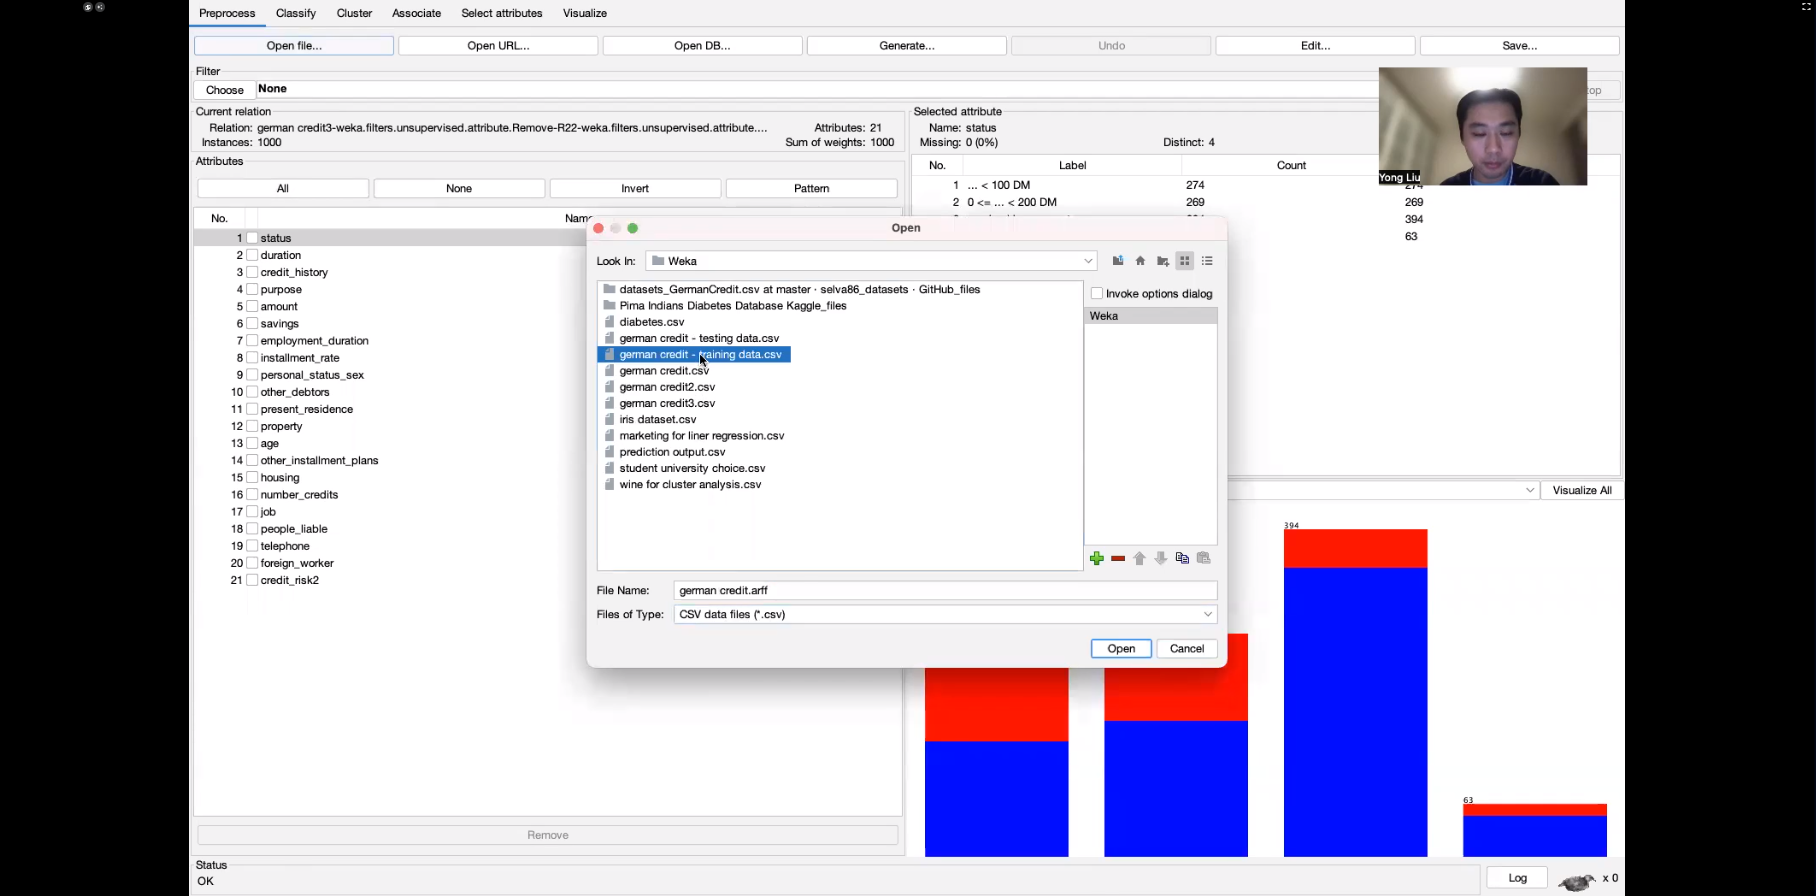 Preprocess Classify Cluster Associate Select attributes Visualize
Open file... Open URL... Open DB... Generate... Undo Edit... Save...
Filter
Choose None
Current relation
Relation: german credit3-weka.filters.unsupervised.attribute.Remove-R22-weka.filters.unsupervised.attribute.... Attributes: 21
Instances: 1000 Sum of weights: 1000
Selected attribute
Name: status
Missing: 0 (0%) Distinct: 4
No. Label Count
1 ... < 100 DM 274
2 0 <= ... < 200 DM 269 269
394
63
Yong Liu
Attributes
All None Invert Pattern
No. Name
1 status
2 duration
3 credit_history
4 purpose
5 amount
6 savings
7 employment_duration
8 installment_rate
9 personal_status_sex
10 other_debtors
11 present_residence
12 property
13 age
14 other_installment_plans
15 housing
16 number_credits
17 job
18 people_liable
19 telephone
20 foreign_worker
21 credit_risk2
Remove
Open
Look In: Weka
datasets_GermanCredit.csv at master · selva86_datasets · GitHub_files
Pima Indians Diabetes Database Kaggle_files
diabetes.csv
german credit - testing data.csv
german credit - training data.csv
german credit.csv
german credit2.csv
german credit3.csv
iris dataset.csv
marketing for liner regression.csv
prediction output.csv
student university choice.csv
wine for cluster analysis.csv
Invoke options dialog
Weka
File Name: german credit.arff
Files of Type: CSV data files (*.csv)
Open Cancel
Visualize All
394
63
Status
OK
Log x 0